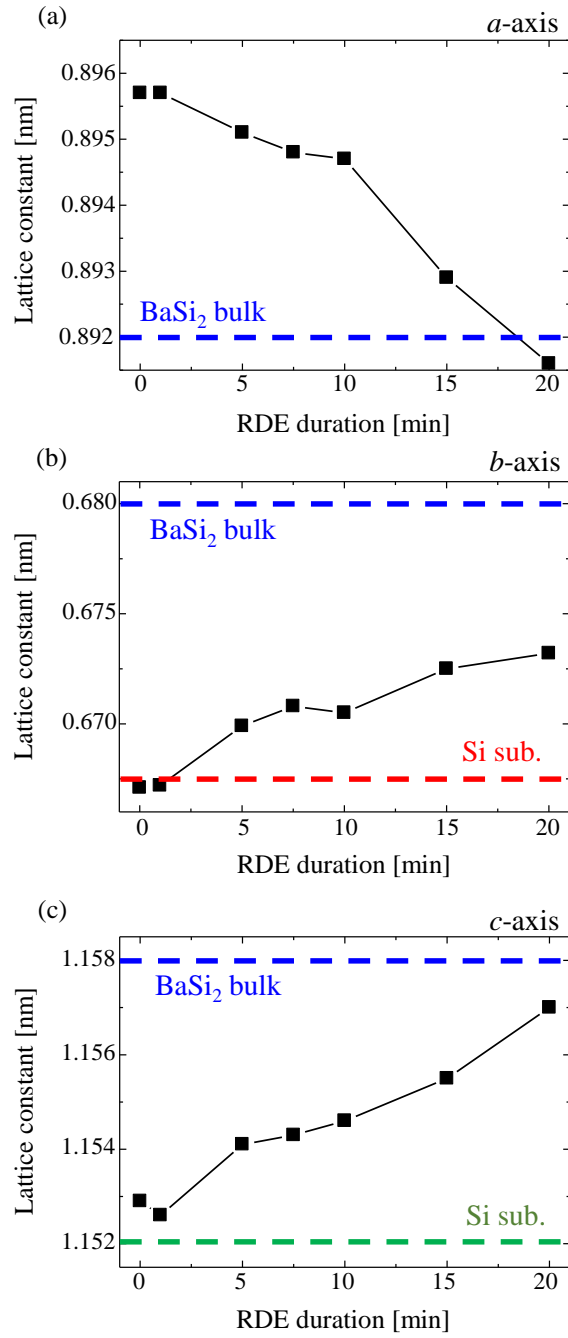 (a)
a-axis
0.896
0.895
0.894
0.893
0.892
Lattice constant [nm]
BaSi₂ bulk
0 5 10 15 20
RDE duration [min]
(b)
b-axis
0.680
0.675
0.670
Lattice constant [nm]
BaSi₂ bulk
Si sub.
0 5 10 15 20
RDE duration [min]
(c)
c-axis
1.158
1.156
1.154
1.152
Lattice constant [nm]
BaSi₂ bulk
Si sub.
0 5 10 15 20
RDE duration [min]